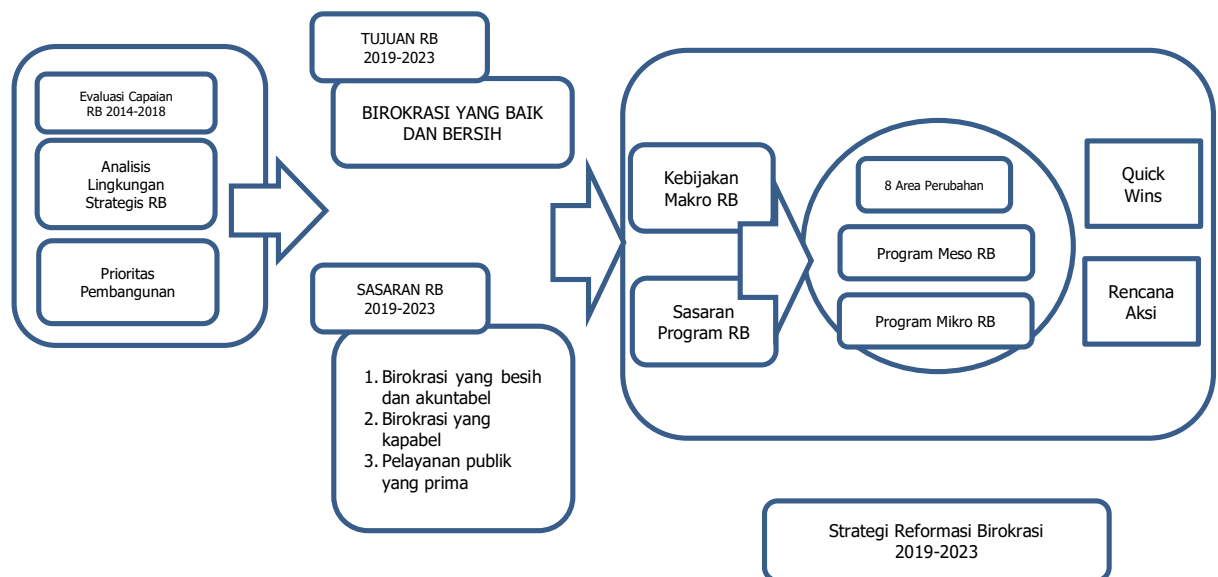 Evaluasi Capaian
RB 2014-2018
Analisis
Lingkungan
Strategis RB
Prioritas
Pembangunan
TUJUAN RB
2019-2023
BIROKRASI YANG BAIK
DAN BERSIH
SASARAN RB
2019-2023
1. Birokrasi yang besih
dan akuntabel
2. Birokrasi yang
kapabel
3. Pelayanan publik
yang prima
Kebijakan
Makro RB
Sasaran
Program RB
8 Area Perubahan
Program Meso RB
Program Mikro RB
Quick
Wins
Rencana
Aksi
Strategi Reformasi Birokrasi
2019-2023